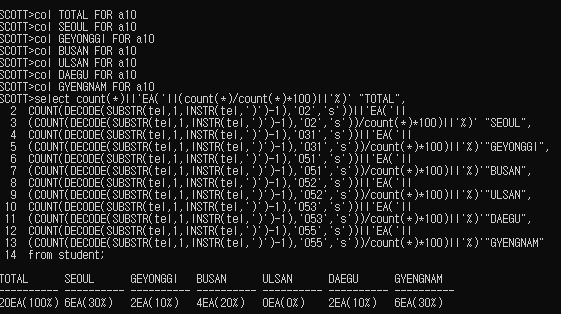 SCOTT>col TOTAL FOR a10
SCOTT>col SEOUL FOR a10
SCOTT>col GEYONGGI FOR a10
SCOTT>col BUSAN FOR a10
SCOTT>col ULSAN FOR a10
SCOTT>col DAEGU FOR a10
SCOTT>col GYENGNAM FOR a10
SCOTT>select count(*)||'EA('||(count(*)/count(*)*100)||'%)' "TOTAL",
2 COUNT(DECODE(SUBSTR(tel,1,INSTR(tel,')')-1),'02','s'))||'EA('||
3 (COUNT(DECODE(SUBSTR(tel,1,INSTR(tel,')')-1),'02','s'))/count(*)*100)||'%)' "SEOUL",
4 COUNT(DECODE(SUBSTR(tel,1,INSTR(tel,')')-1),'031','s'))||'EA('||
5 (COUNT(DECODE(SUBSTR(tel,1,INSTR(tel,')')-1),'031','s'))/count(*)*100)||'%)'"GEYONGGI",
6 COUNT(DECODE(SUBSTR(tel,1,INSTR(tel,')')-1),'051','s'))||'EA('||
7 (COUNT(DECODE(SUBSTR(tel,1,INSTR(tel,')')-1),'051','s'))/count(*)*100)||'%)'"BUSAN",
8 COUNT(DECODE(SUBSTR(tel,1,INSTR(tel,')')-1),'052','s'))||'EA('||
9 (COUNT(DECODE(SUBSTR(tel,1,INSTR(tel,')')-1),'052','s'))/count(*)*100)||'%)'"ULSAN",
10 COUNT(DECODE(SUBSTR(tel,1,INSTR(tel,')')-1),'053','s'))||'EA('||
11 (COUNT(DECODE(SUBSTR(tel,1,INSTR(tel,')')-1),'053','s'))/count(*)*100)||'%)'"DAEGU",
12 COUNT(DECODE(SUBSTR(tel,1,INSTR(tel,')')-1),'055','s'))||'EA('||
13 (COUNT(DECODE(SUBSTR(tel,1,INSTR(tel,')')-1),'055','s'))/count(*)*100)||'%)'"GYENGNAM"
14 from student;
TOTAL SEOUL GEYONGGI BUSAN ULSAN DAEGU GYENGNAM
---------- ---------- ---------- ---------- ---------- ---------- ----------
20EA(100%) 6EA(30%) 2EA(10%) 4EA(20%) 0EA(0%) 2EA(10%) 6EA(30%)